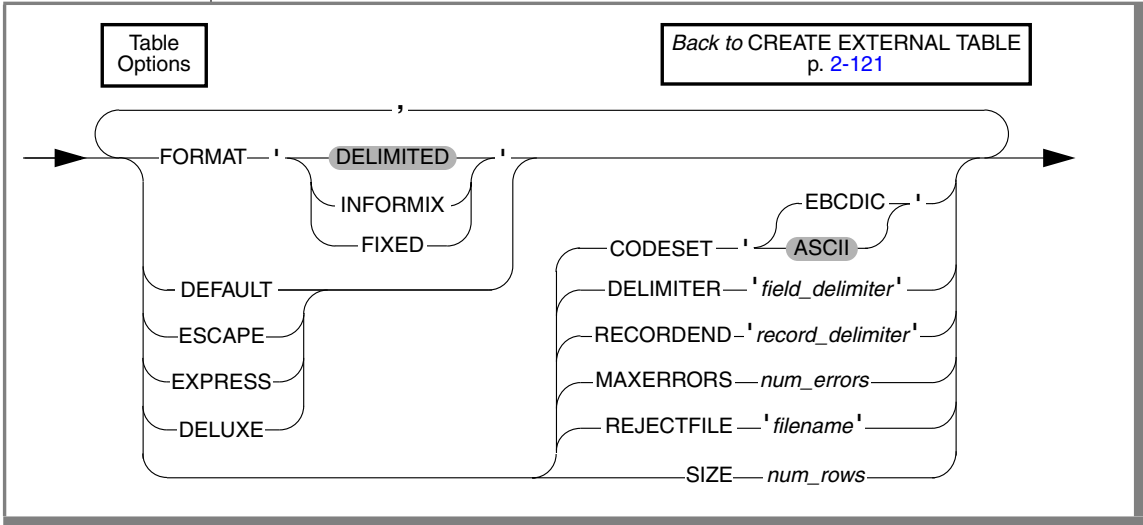 Table
Options
Back to CREATE EXTERNAL TABLE
p. 2-121
,
FORMAT ' DELIMITED '
INFORMIX
FIXED
DEFAULT
ESCAPE
EXPRESS
DELUXE
EBCDIC '
CODESET ' ASCII
DELIMITER 'field_delimiter'
RECORDEND 'record_delimiter'
MAXERRORS num_errors
REJECTFILE 'filename'
SIZE num_rows